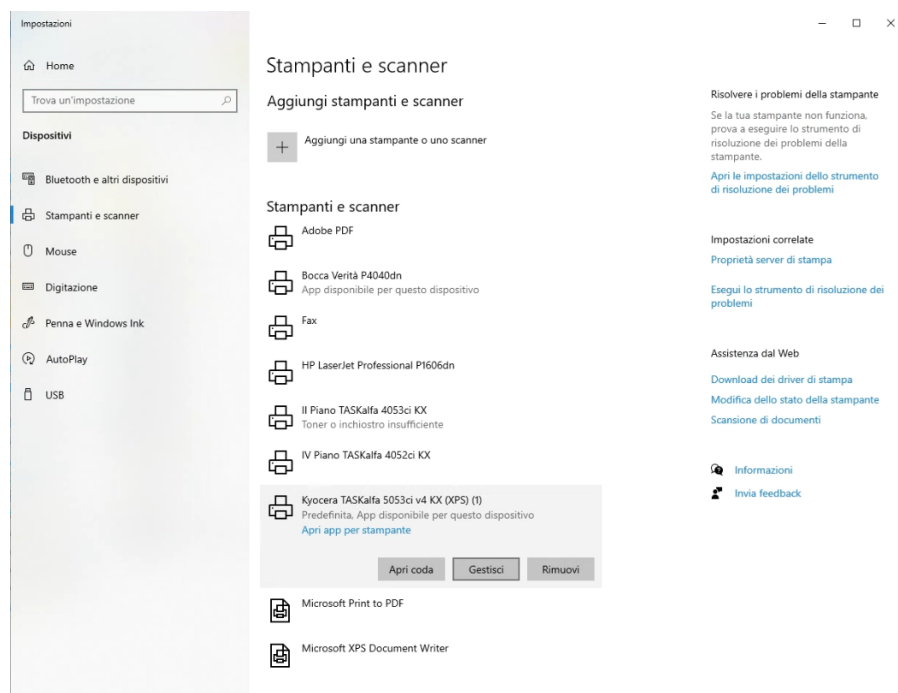 Impostazioni
Home
Trova un'impostazione
Dispositivi
Bluetooth e altri dispositivi
Stampanti e scanner
Mouse
Digitazione
Penna e Windows Ink
AutoPlay
USB
Stampanti e scanner
Aggiungi stampanti e scanner
Aggiungi una stampante o uno scanner
Stampanti e scanner
Adobe PDF
Bocca Verità P4040dn
App disponibile per questo dispositivo
Fax
HP LaserJet Professional P1606dn
II Piano TASKalfa 4053ci KX
Toner o inchiostro insufficiente
IV Piano TASKalfa 4052ci KX
Kyocera TASKalfa 5053ci v4 KX (XPS) (1)
Predefinita, App disponibile per questo dispositivo
Apri app per stampante
Apri coda
Gestisci
Rimuovi
Microsoft Print to PDF
Microsoft XPS Document Writer
Risolvere i problemi della stampante
Se la tua stampante non funziona,
prova a eseguire lo strumento di
risoluzione dei problemi della
stampante.
Apri le impostazioni dello strumento
di risoluzione dei problemi
Impostazioni correlate
Proprietà server di stampa
Esegui lo strumento di risoluzione dei
problemi
Assistenza dal Web
Download dei driver di stampa
Modifica dello stato della stampante
Scansione di documenti
Informazioni
Invia feedback